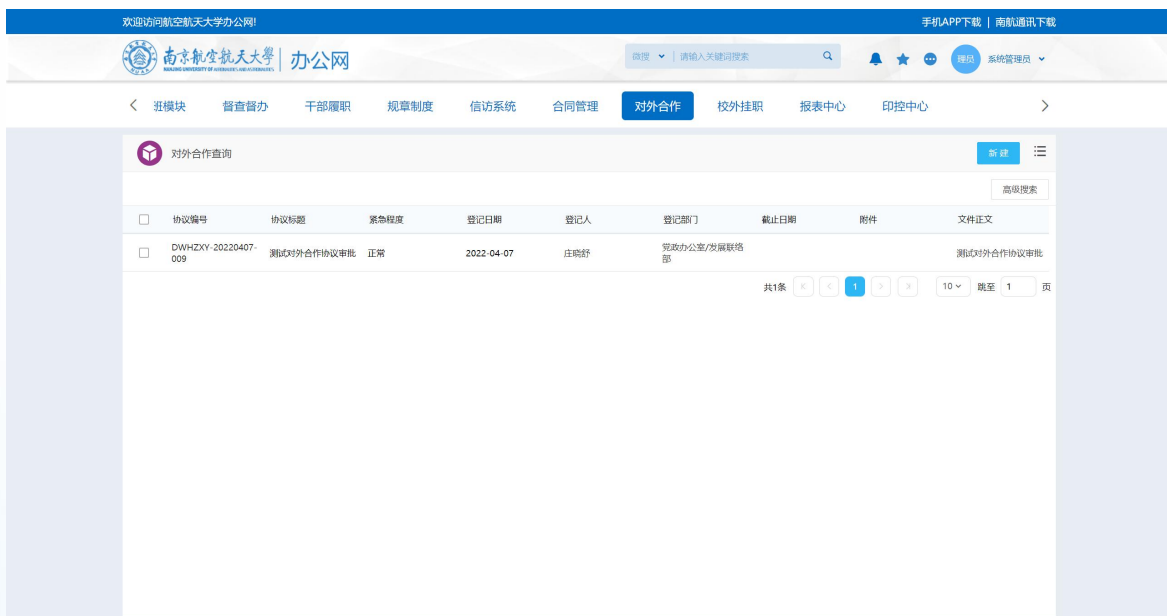 欢迎访问航空航天大学办公网!
手机APP下载 | 南航通讯下载
南京航空航天大學 | 办公网
NANJING UNIVERSITY OF AERONAUTICS AND ASTRONAUTICS
微搜 | 请输入关键词搜索
理员 系统管理员
班模块 督查督办 干部履职 规章制度 信访系统 合同管理 对外合作 校外挂职 报表中心 印控中心
对外合作查询
新建
高级搜索
协议编号 协议标题 紧急程度 登记日期 登记人 登记部门 截止日期 附件 文件正文
DWHZXY-20220407-009 测试对外合作协议审批 正常 2022-04-07 庄晓舒 党政办公室/发展联络部 测试对外合作协议审批
共1条 1 10 跳至 1 页